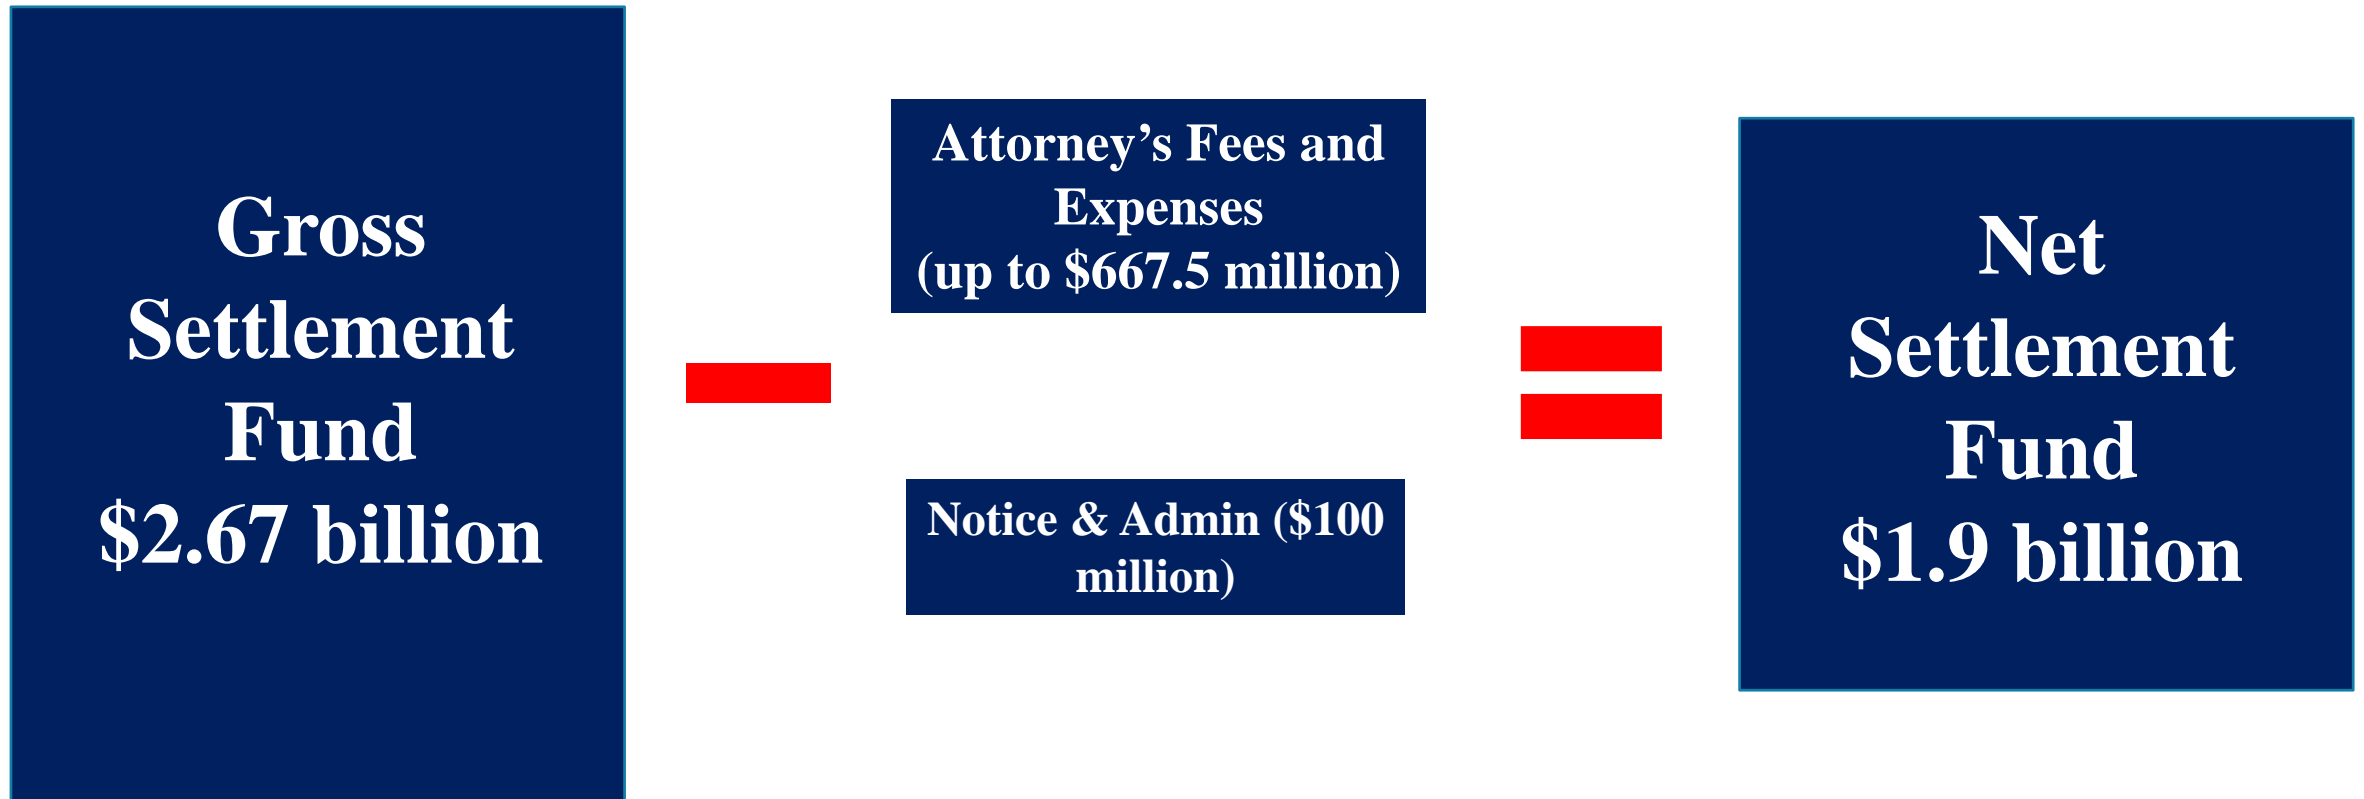 Gross
Settlement
Fund
$2.67 billion
Attorney’s Fees and
Expenses
(up to $667.5 million)
Notice & Admin ($100
million)
Net
Settlement
Fund
$1.9 billion